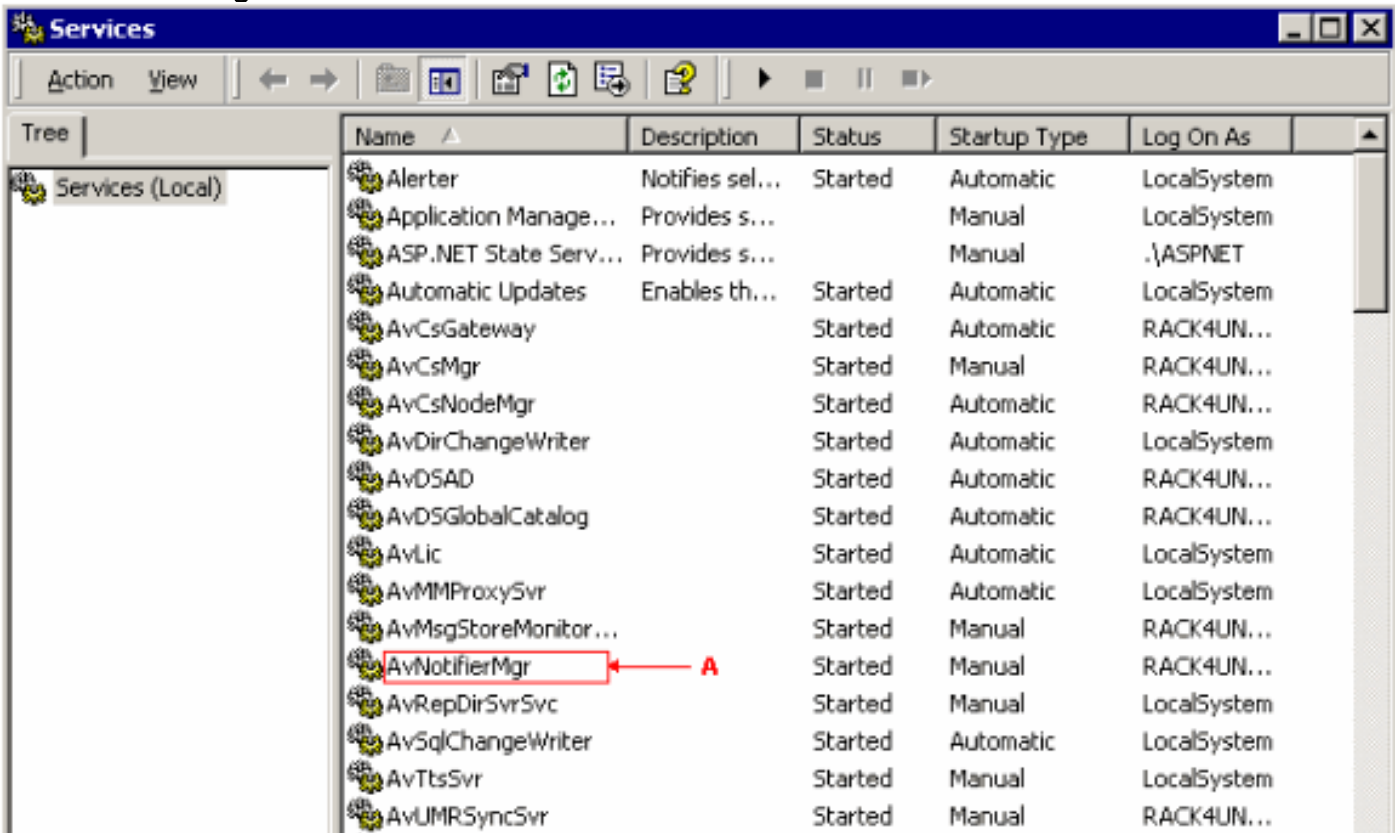 Services
Action View
Tree
Services (Local)
Name Description Status Startup Type Log On As
Alerter Notifies sel... Started Automatic LocalSystem
Application Manage... Provides s... Manual LocalSystem
ASP.NET State Serv... Provides s... Manual .\ASPNET
Automatic Updates Enables th... Started Automatic LocalSystem
AvCsGateway Started Automatic RACK4UN...
AvCsMgr Started Manual RACK4UN...
AvCsNodeMgr Started Automatic RACK4UN...
AvDirChangeWriter Started Automatic LocalSystem
AvDSAD Started Automatic RACK4UN...
AvDSGlobalCatalog Started Automatic RACK4UN...
AvLic Started Automatic LocalSystem
AvMMProxySvr Started Automatic LocalSystem
AvMsgStoreMonitor... Started Manual RACK4UN...
AvNotifierMgr A Started Manual RACK4UN...
AvRepDirSvrSvc Started Manual LocalSystem
AvSqlChangeWriter Started Automatic LocalSystem
AvTtsSvr Started Manual LocalSystem
AvUMRSyncSvr Started Manual RACK4UN...